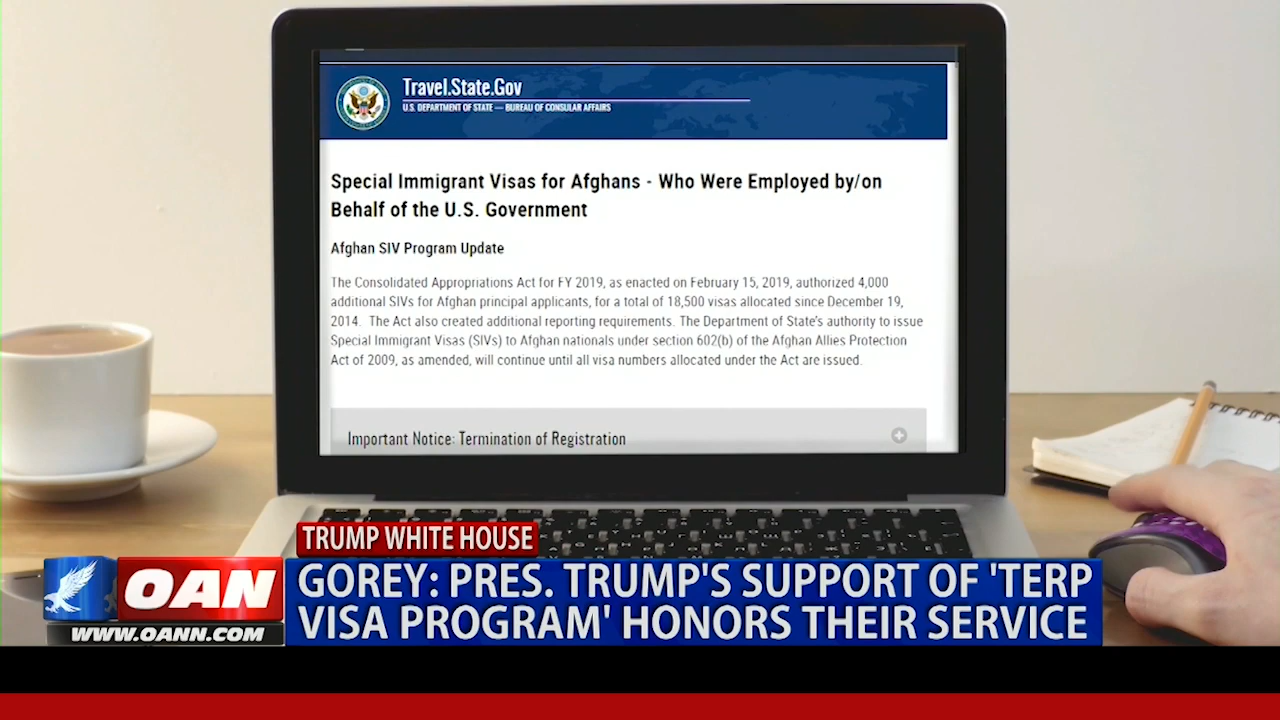 Travel.State.Gov
U.S. DEPARTMENT OF STATE — BUREAU OF CONSULAR AFFAIRS
Special Immigrant Visas for Afghans - Who Were Employed by/on
Behalf of the U.S. Government
Afghan SIV Program Update
The Consolidated Appropriations Act for FY 2019, as enacted on February 15, 2019, authorized 4,000
additional SIVs for Afghan principal applicants, for a total of 18,500 visas allocated since December 19,
2014. The Act also created additional reporting requirements. The Department of State's authority to issue
Special Immigrant Visas (SIVs) to Afghan nationals under section 602(b) of the Afghan Allies Protection
Act of 2009, as amended, will continue until all visa numbers allocated under the Act are issued.
Important Notice: Termination of Registration
TRUMP WHITE HOUSE
GOREY: PRES. TRUMP'S SUPPORT OF 'TERP
VISA PROGRAM' HONORS THEIR SERVICE
OAN
WWW.OANN.COM